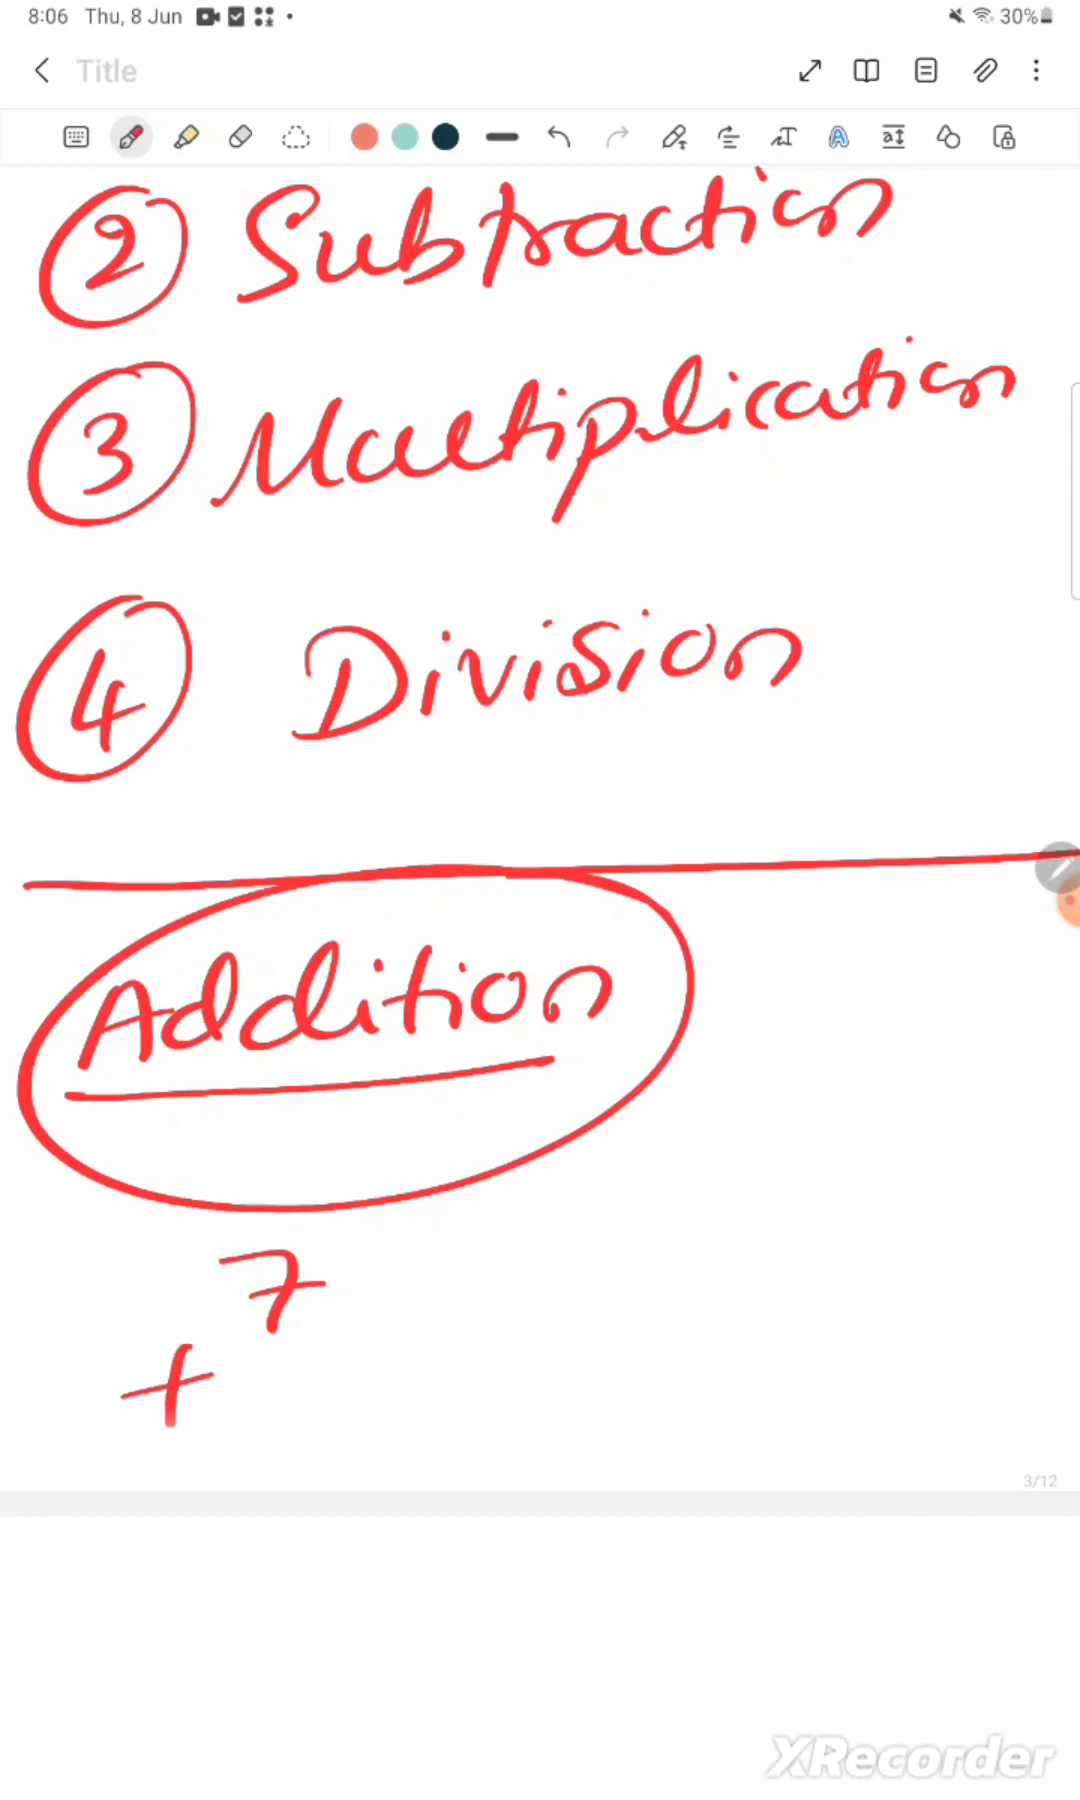 8:06 Thu, 8 Jun
30%
Title
② Subtraction
③ Multiplication
④ Division
Addition
7
+
3/12
XRecorder